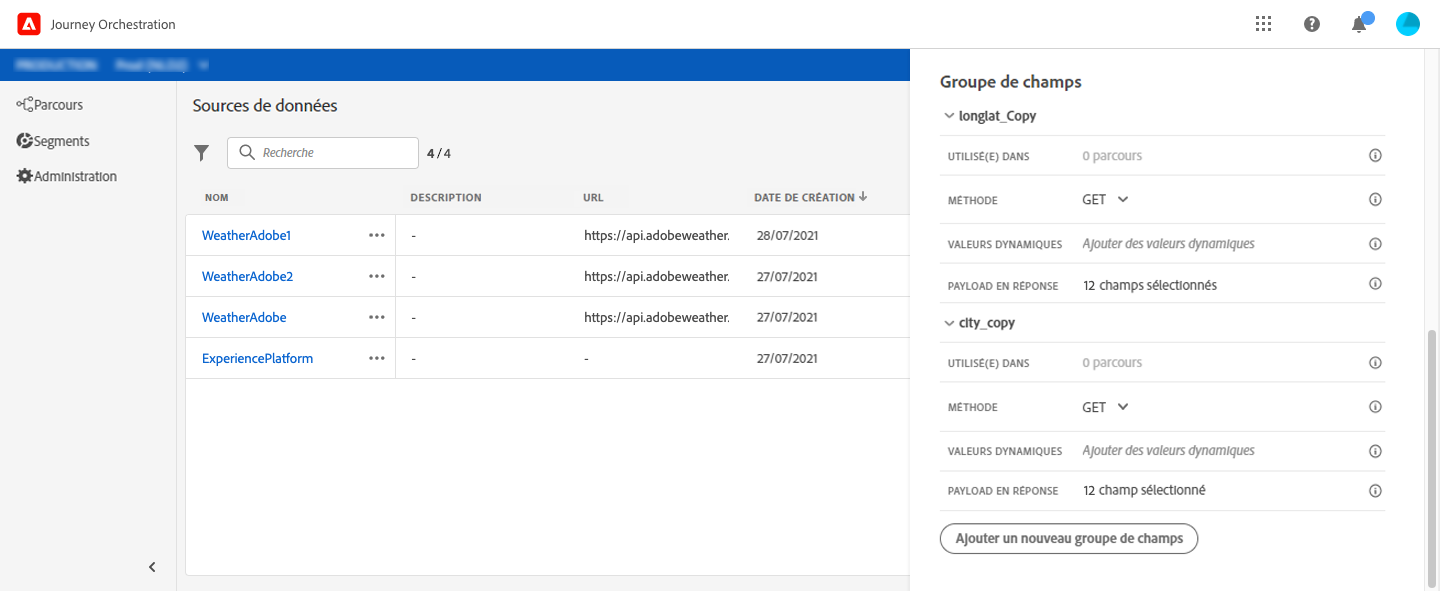 Journey Orchestration
Parcours
Segments
Administration
Sources de données
Recherche
4 / 4
NOM DESCRIPTION URL DATE DE CRÉATION
WeatherAdobe1 - https://api.adobeweather. 28/07/2021
WeatherAdobe2 - https://api.adobeweather. 27/07/2021
WeatherAdobe - https://api.adobeweather. 27/07/2021
ExperiencePlatform - - 27/07/2021
Groupe de champs
longlat_Copy
UTILISÉ(E) DANS 0 parcours
MÉTHODE GET
VALEURS DYNAMIQUES Ajouter des valeurs dynamiques
PAYLOAD EN RÉPONSE 12 champs sélectionnés
city_copy
UTILISÉ(E) DANS 0 parcours
MÉTHODE GET
VALEURS DYNAMIQUES Ajouter des valeurs dynamiques
PAYLOAD EN RÉPONSE 12 champ sélectionné
Ajouter un nouveau groupe de champs